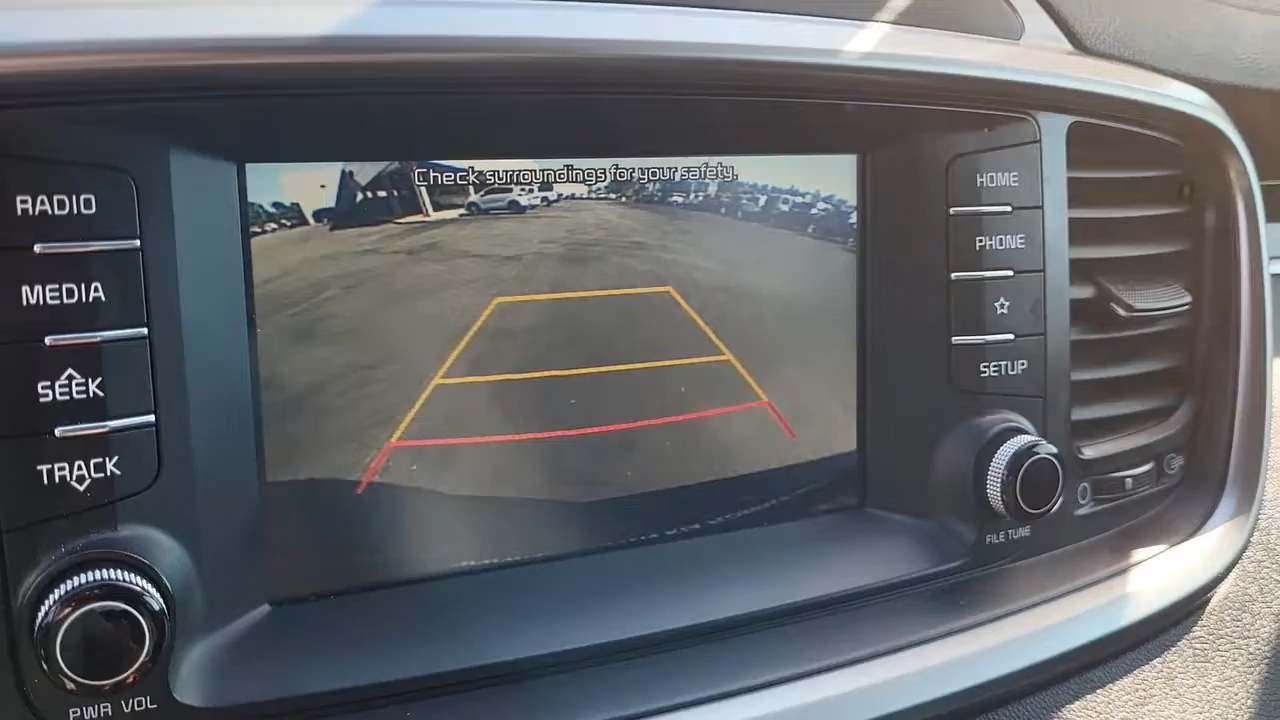 Check surroundings for your safety.
RADIO
MEDIA
SEEK
TRACK
PWR VOL
HOME
PHONE
SETUP
FILE TUNE